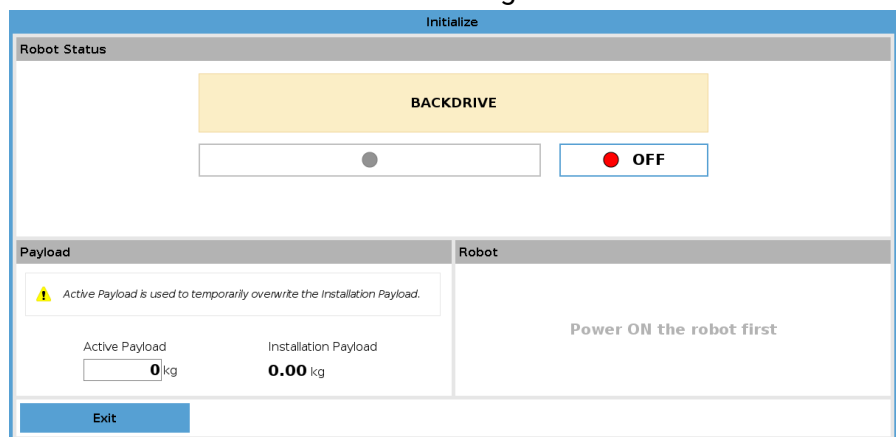 Initialize
Robot Status
BACKDRIVE
OFF
Payload
Active Payload is used to temporarily overwrite the Installation Payload.
Active Payload
Installation Payload
0 kg
0.00 kg
Robot
Power ON the robot first
Exit